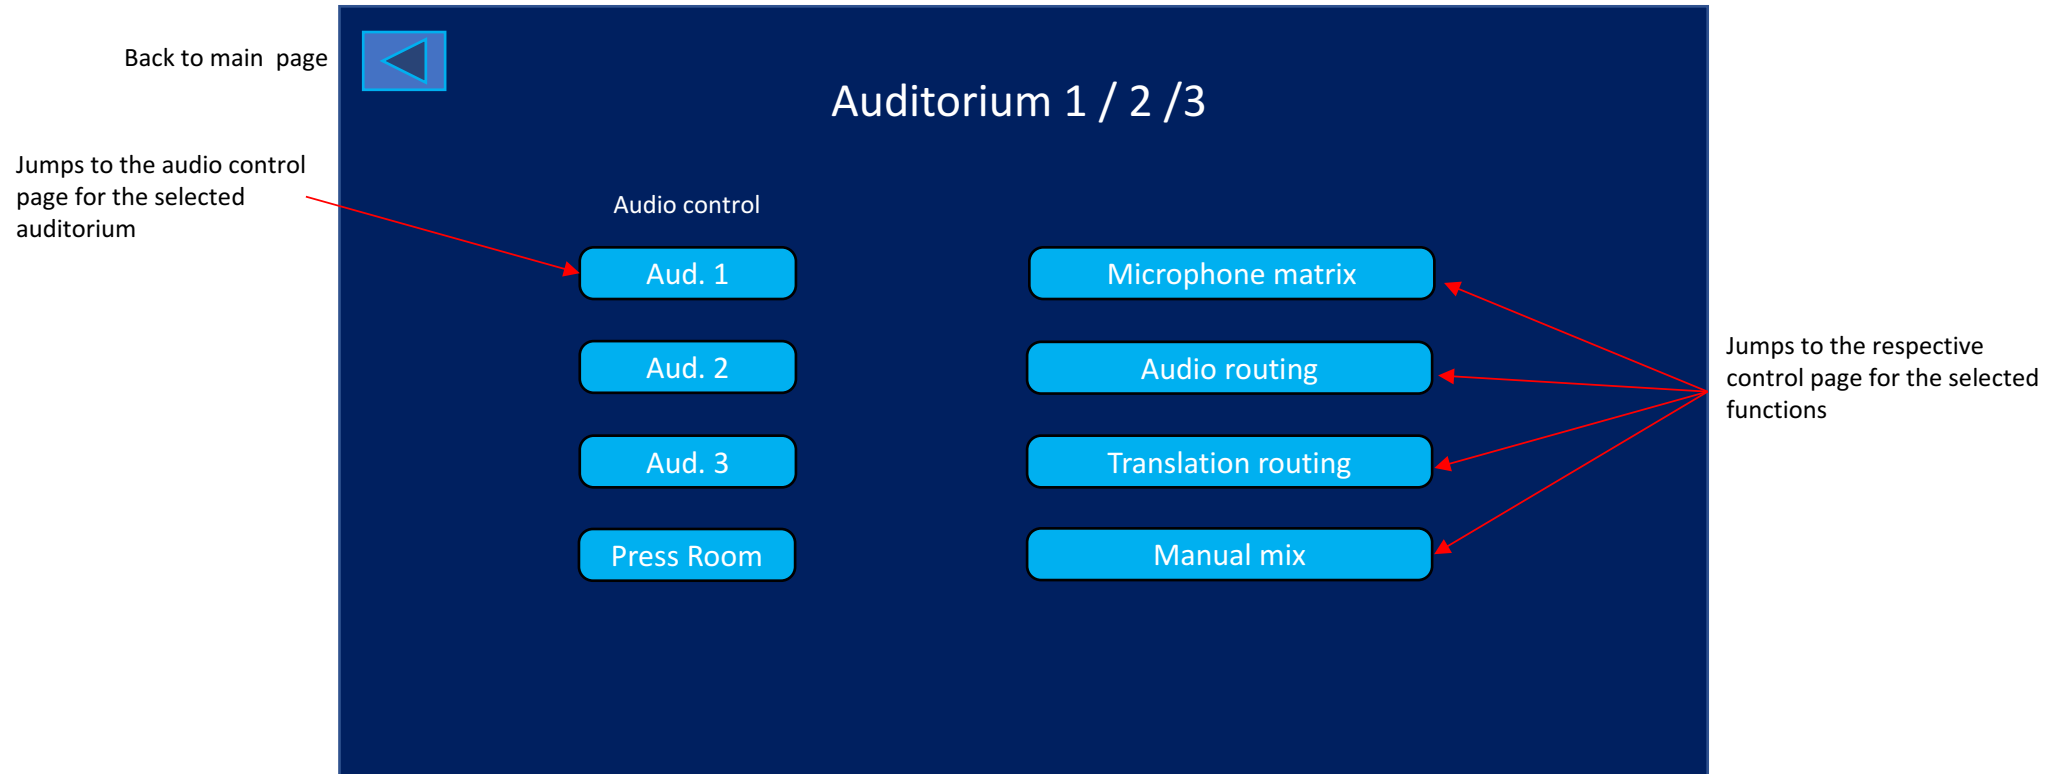 Back to main  page
Auditorium 1 / 2 /3
Jumps to the audio control
page for the selected
auditorium
Audio control
Aud. 1
Microphone matrix
Aud. 2
Audio routing
Aud. 3
Translation routing
Press Room
Manual mix
Jumps to the respective
control page for the selected
functions